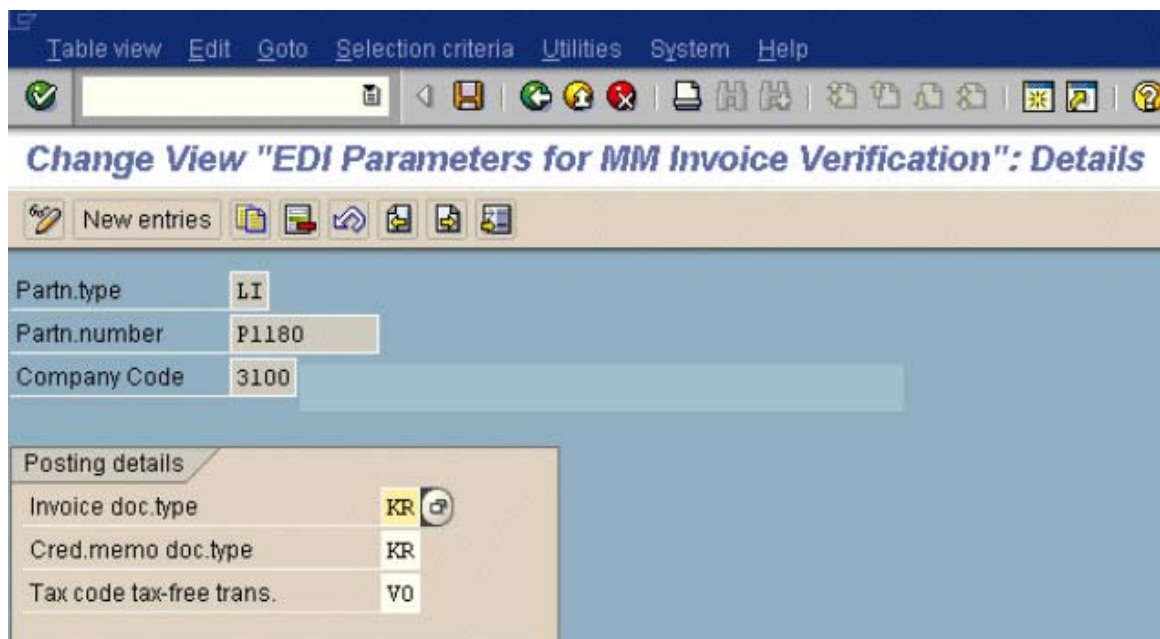 Table view Edit Goto Selection criteria Utilities System Help
Change View "EDI Parameters for MM Invoice Verification": Details
New entries
Partn.type LI
Partn.number P1180
Company Code 3100
Posting details
Invoice doc.type KR
Cred.memo doc.type KR
Tax code tax-free trans. V0